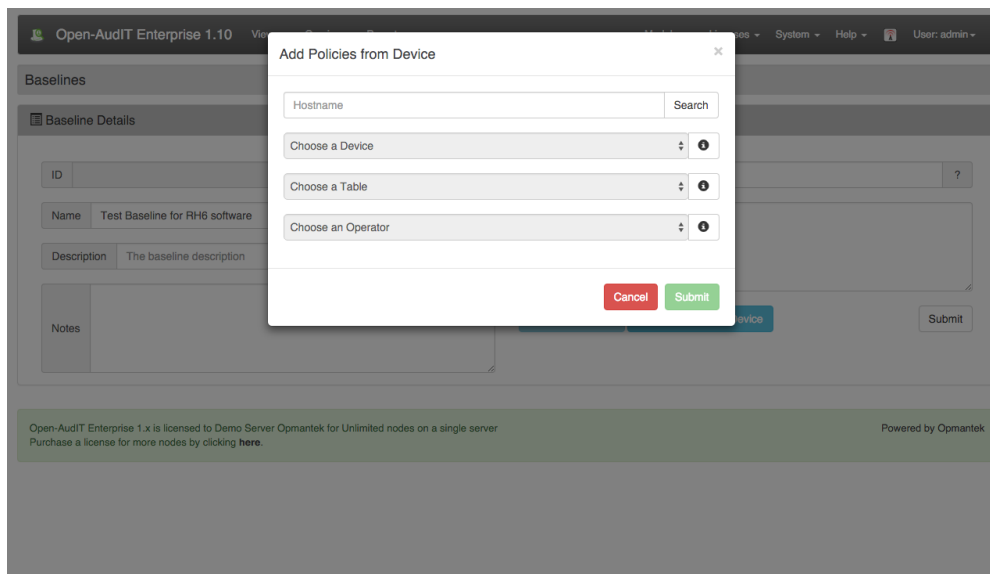 Open-AudIT Enterprise 1.10
System
Help
User: admin
Add Policies from Device
×
Baselines
Hostname
Search
Baseline Details
Choose a Device
ID
?
Choose a Table
Name
Test Baseline for RH6 software
Choose an Operator
Description
The baseline description
Cancel
Submit
Notes
Submit
Open-AudIT Enterprise 1.x is licensed to Demo Server Opmantek for Unlimited nodes on a single server
Powered by Opmantek
Purchase a license for more nodes by clicking here.